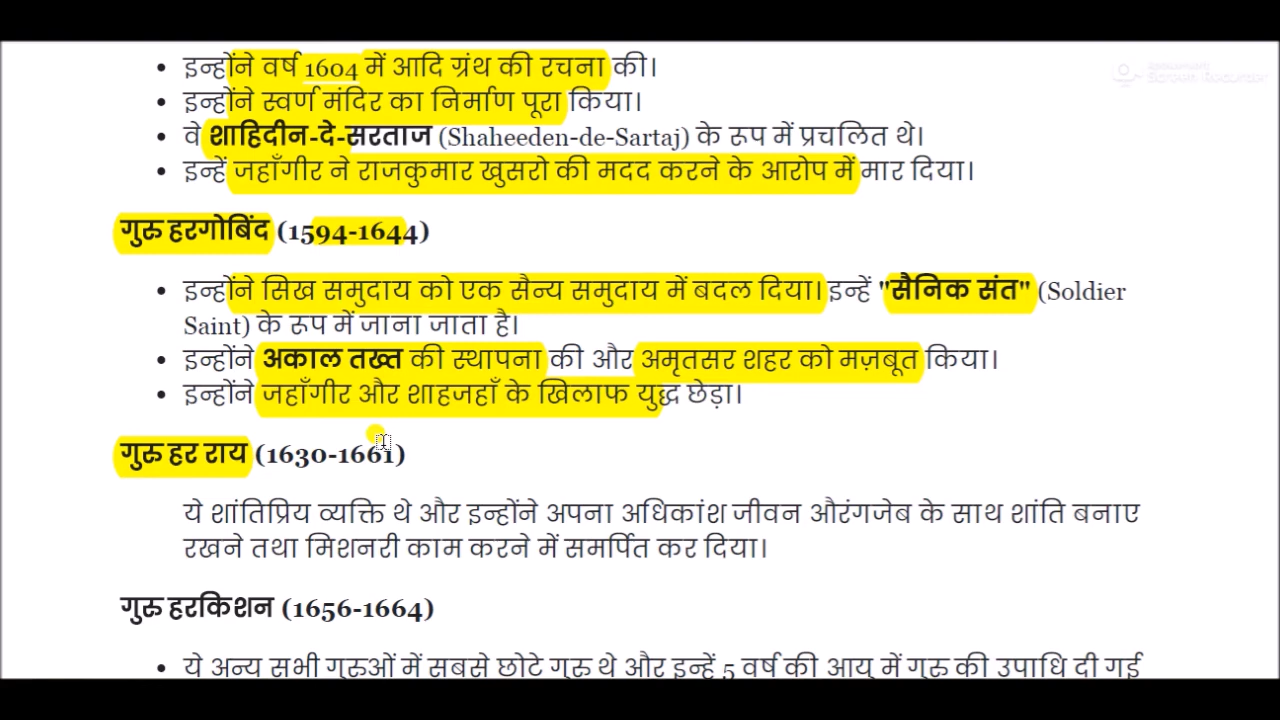 इन्होंने वर्ष 1604 में आदि ग्रंथ की रचना की।
इन्होंने स्वर्ण मंदिर का निर्माण पूरा किया।
वे शाहिदीन-दे-सरताज (Shaheeden-de-Sartaj) के रूप में प्रचलित थे।
इन्हें जहाँगीर ने राजकुमार खुसरो की मदद करने के आरोप में मार दिया।
गुरु हरगोबिंद (1594-1644)
इन्होंने सिख समुदाय को एक सैन्य समुदाय में बदल दिया। इन्हें "सैनिक संत" (Soldier
Saint) के रूप में जाना जाता है।
इन्होंने अकाल तख्त की स्थापना की और अमृतसर शहर को मज़बूत किया।
इन्होंने जहाँगीर और शाहजहाँ के खिलाफ युद्ध छेड़ा।
गुरु हर राय (1630-1661)
ये शांतिप्रिय व्यक्ति थे और इन्होंने अपना अधिकांश जीवन औरंगजेब के साथ शांति बनाए
रखने तथा मिशनरी काम करने में समर्पित कर दिया।
गुरु हरकिशन (1656-1664)
ये अन्य सभी गुरुओं में सबसे छोटे गुरु थे और इन्हें 5 वर्ष की आयु में गुरु की उपाधि दी गई
Screen Recorder